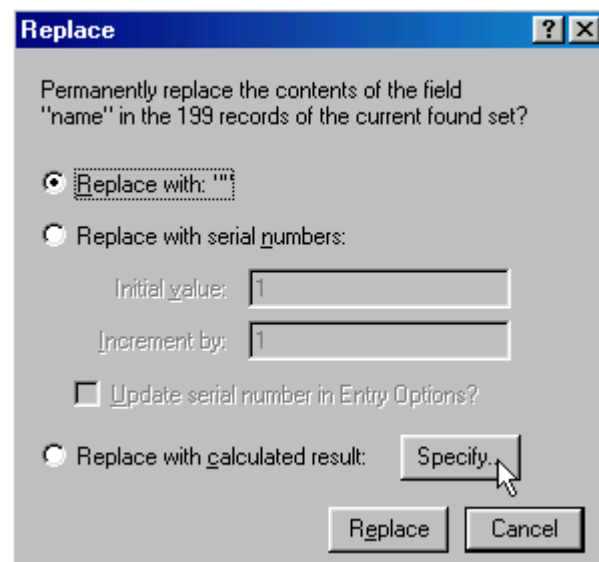 Replace
Permanently replace the contents of the field
"name" in the 199 records of the current found set?
Replace with: ""
Replace with serial numbers:
Initial value: 1
Increment by: 1
Update serial number in Entry Options?
Replace with calculated result: Specify...
Replace Cancel